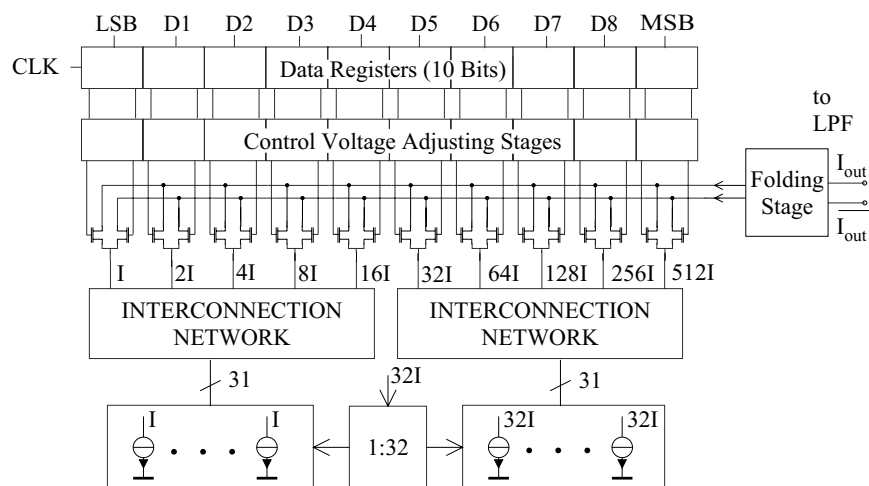 LSB D1 D2 D3 D4 D5 D6 D7 D8 MSB
CLK
Data Registers (10 Bits)
to
LPF
Control Voltage Adjusting Stages
Folding
Stage
Iout
Iout
I 2I 4I 8I 16I 32I 64I 128I 256I 512I
INTERCONNECTION
NETWORK
INTERCONNECTION
NETWORK
31
32I
31
I I
1:32
32I 32I